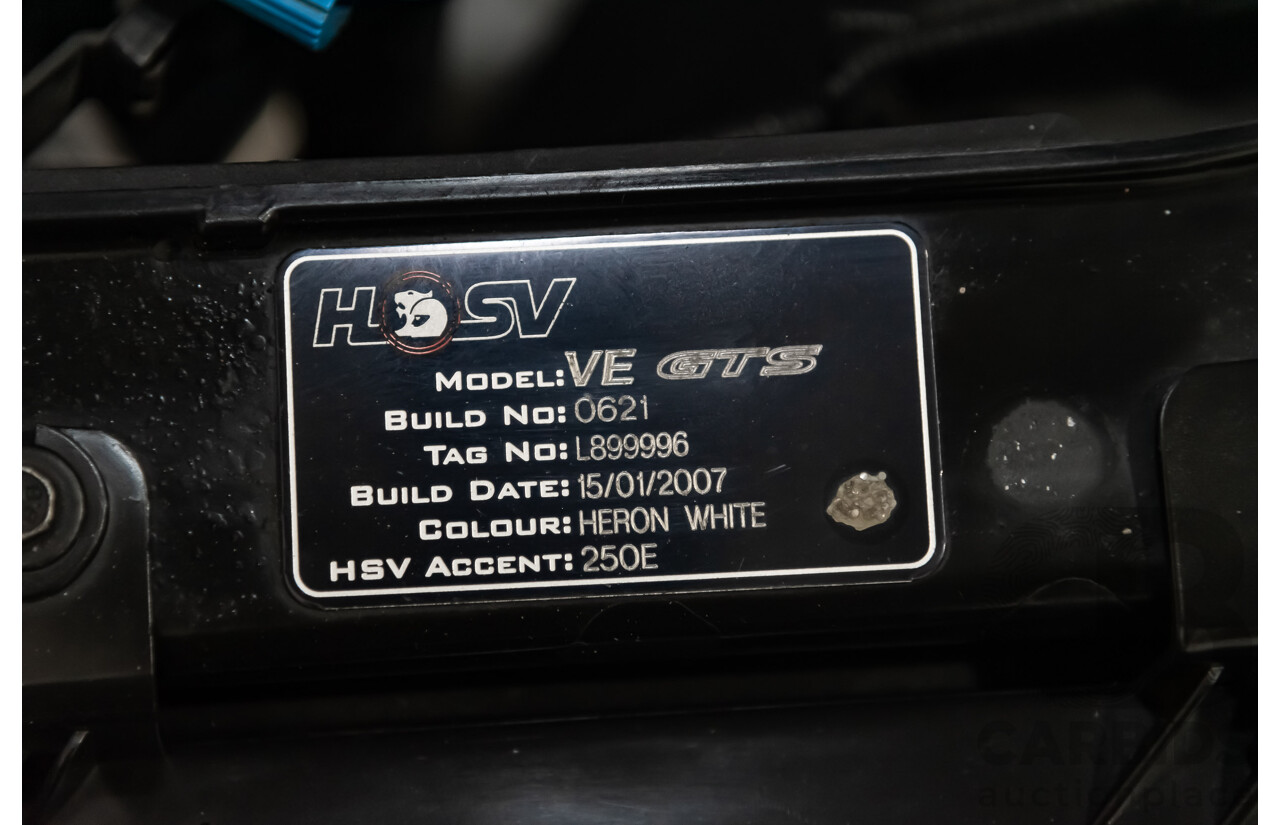 HSV
MODEL: VE GTS
BUILD NO: 0621
TAG NO: L899996
BUILD DATE: 15/01/2007
COLOUR: HERON WHITE
HSV ACCENT: 250E